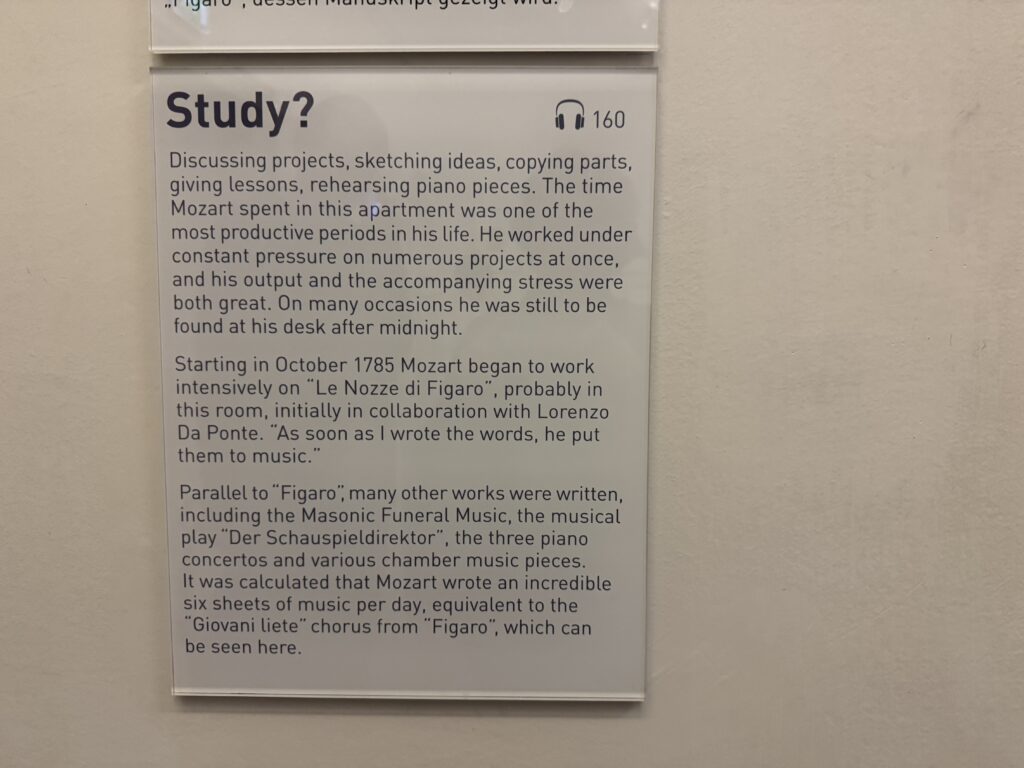 „Figaro“, dessen Manuskript gezeigt wird.
Study?
160
Discussing projects, sketching ideas, copying parts,
giving lessons, rehearsing piano pieces. The time
Mozart spent in this apartment was one of the
most productive periods in his life. He worked under
constant pressure on numerous projects at once,
and his output and the accompanying stress were
both great. On many occasions he was still to be
found at his desk after midnight.
Starting in October 1785 Mozart began to work
intensively on “Le Nozze di Figaro”, probably in
this room, initially in collaboration with Lorenzo
Da Ponte. “As soon as I wrote the words, he put
them to music.”
Parallel to “Figaro”, many other works were written,
including the Masonic Funeral Music, the musical
play “Der Schauspieldirektor”, the three piano
concertos and various chamber music pieces.
It was calculated that Mozart wrote an incredible
six sheets of music per day, equivalent to the
“Giovani liete” chorus from “Figaro”, which can
be seen here.